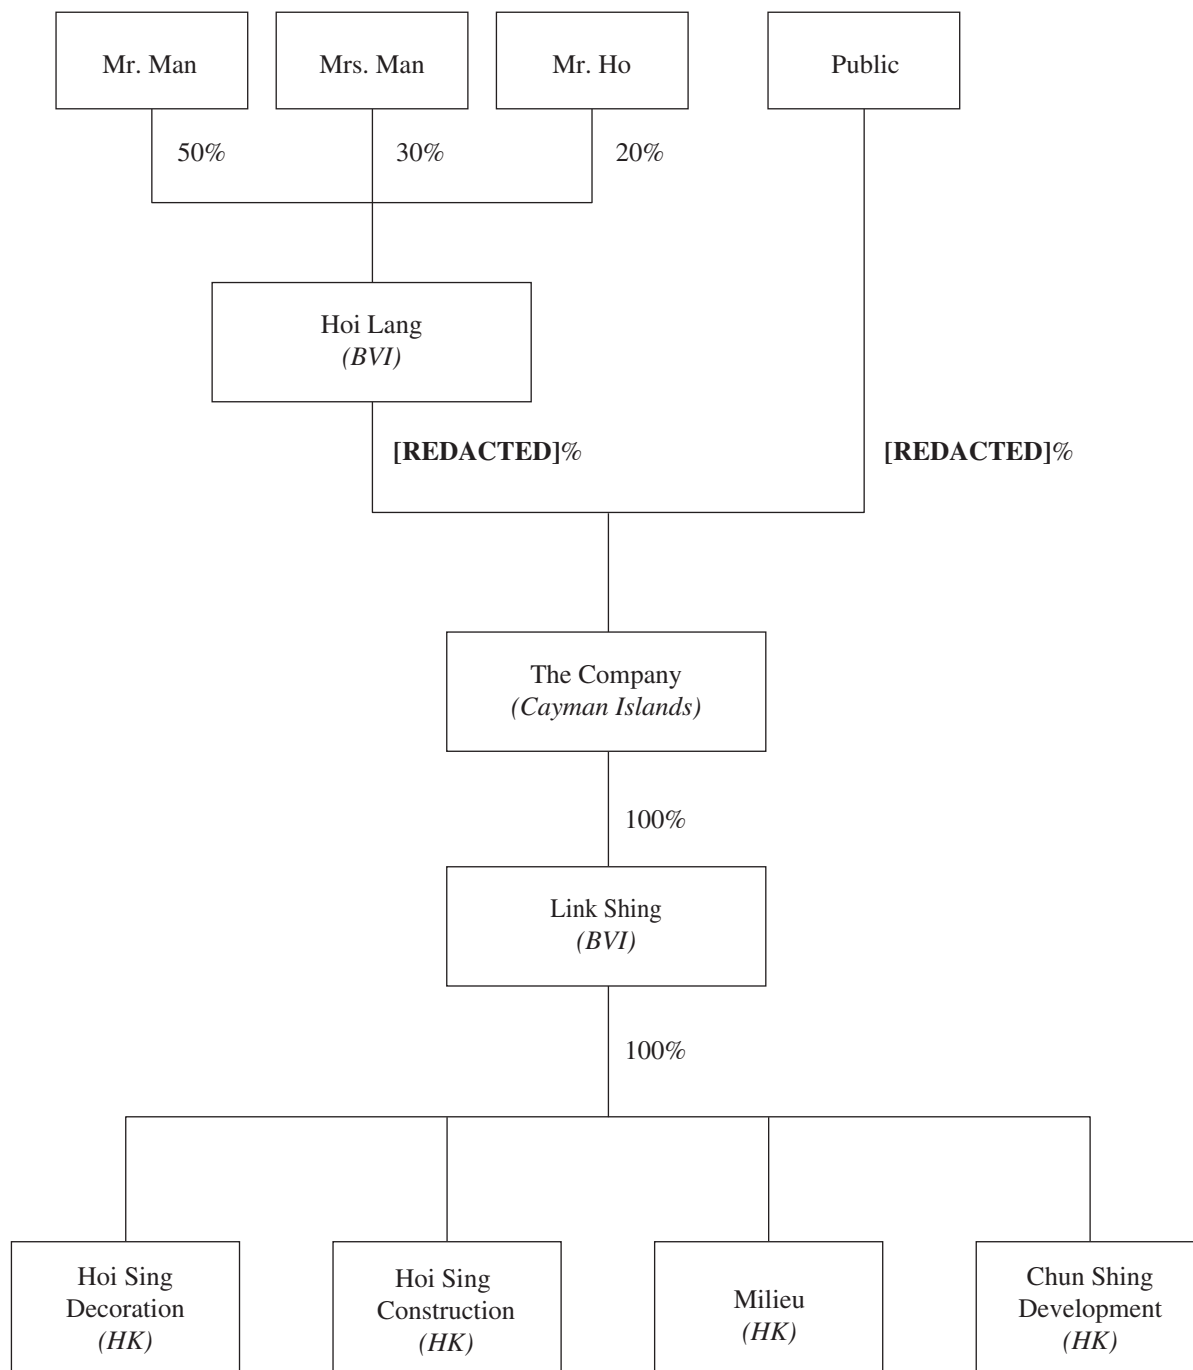 Mr. Man
Mrs. Man
Mr. Ho
Public
50%
30%
20%
Hoi Lang
(BVI)
[REDACTED]%
[REDACTED]%
The Company
(Cayman Islands)
100%
Link Shing
(BVI)
100%
Hoi Sing
Decoration
(HK)
Hoi Sing
Construction
(HK)
Milieu
(HK)
Chun Shing
Development
(HK)